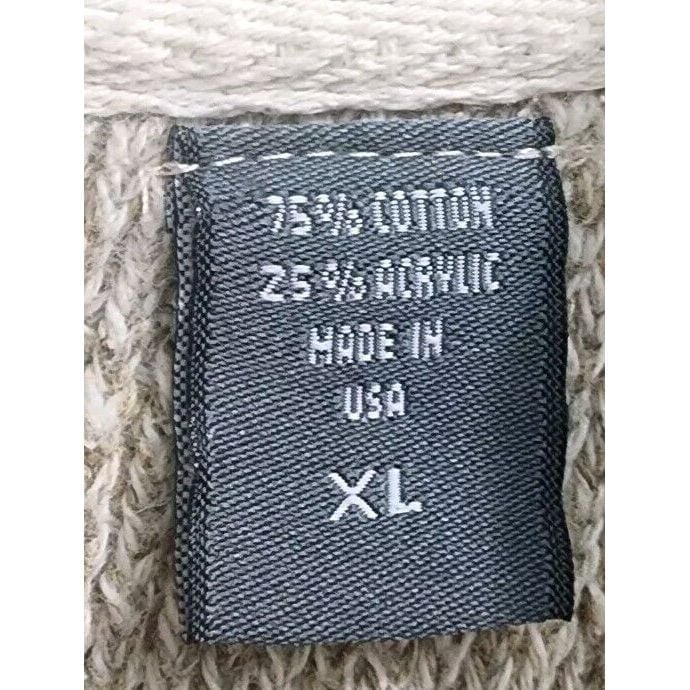 75% COTTON
25% ACRYLIC
MADE IN
USA
XL